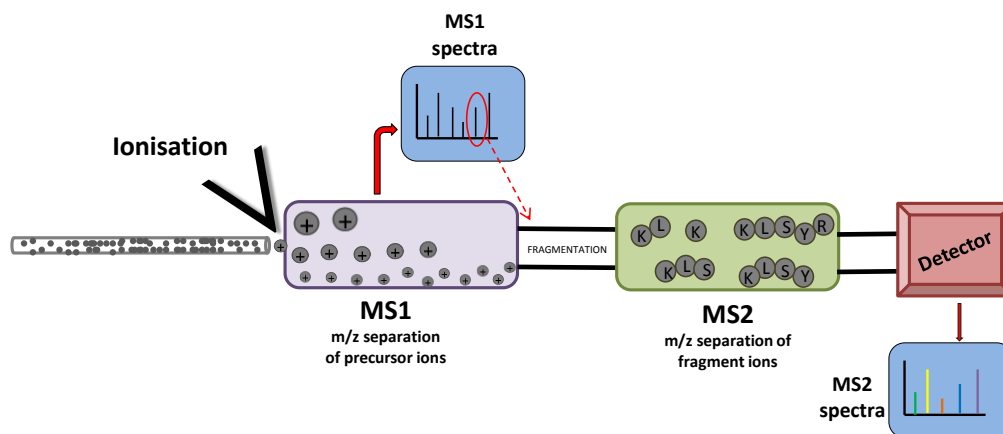 MS1
spectra
Ionisation
+ +
+ + + + +
+ + + + + + + + + +
FRAGMENTATION
K L K K L S Y R
K L S K L S Y
Detector
MS1
m/z separation
of precursor ions
MS2
m/z separation of
fragment ions
MS2
spectra